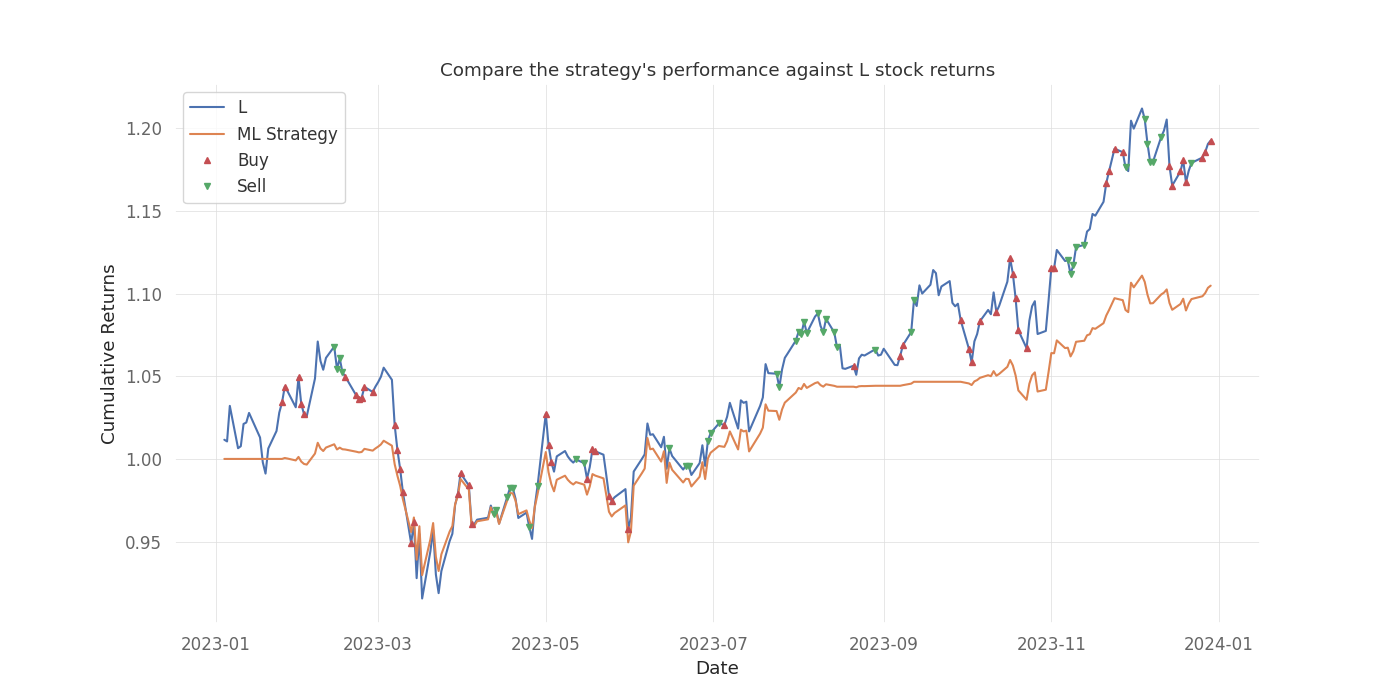 Compare the strategy's performance against L stock returns
L
ML Strategy
Buy
Sell
1.20
1.15
1.10
1.05
1.00
0.95
Cumulative Returns
2023-01
2023-03
2023-05
2023-07
2023-09
2023-11
2024-01
Date